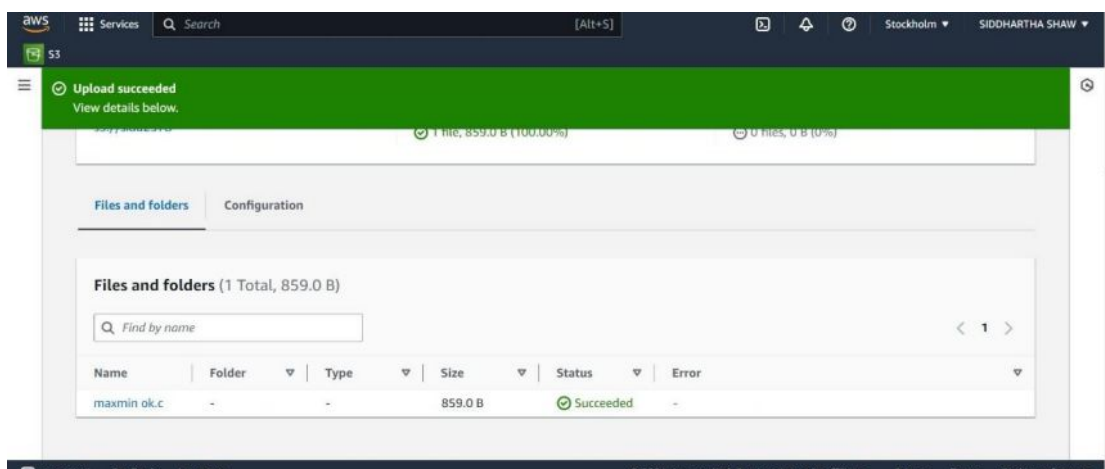 aws Services Search [Alt+S] Stockholm SIDDHARTHA SHAW
S3
Upload succeeded
View details below.
1 file, 859.0 B (100.00%) 0 files, 0 B (0%)
Files and folders Configuration
Files and folders (1 Total, 859.0 B)
Find by name 1
Name Folder Type Size Status Error
maxmin ok.c - - 859.0 B Succeeded -